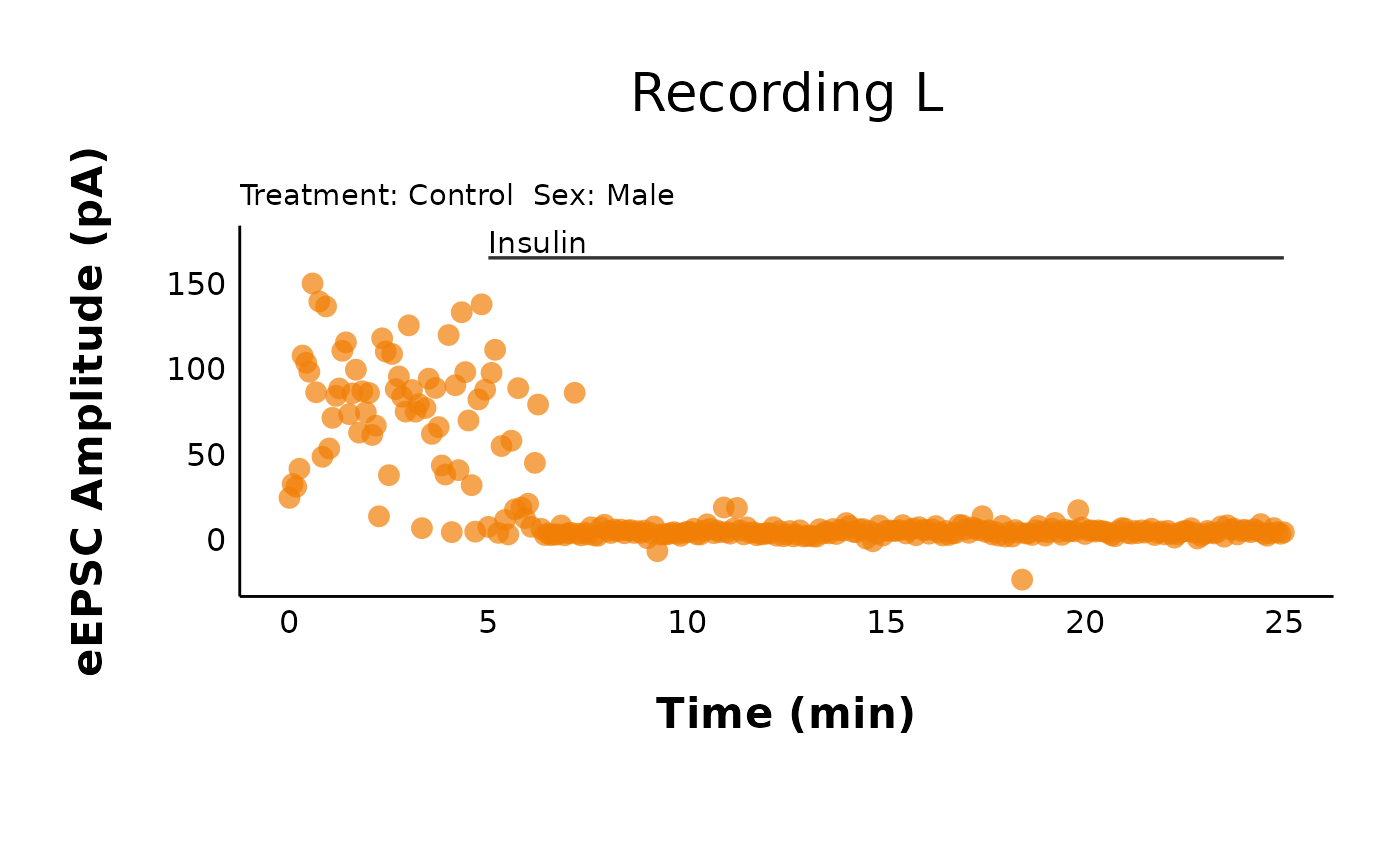 Recording L
Treatment: Control  Sex: Male
Insulin
eEPSC Amplitude (pA)
150
100
50
0
0 5 10 15 20 25
Time (min)